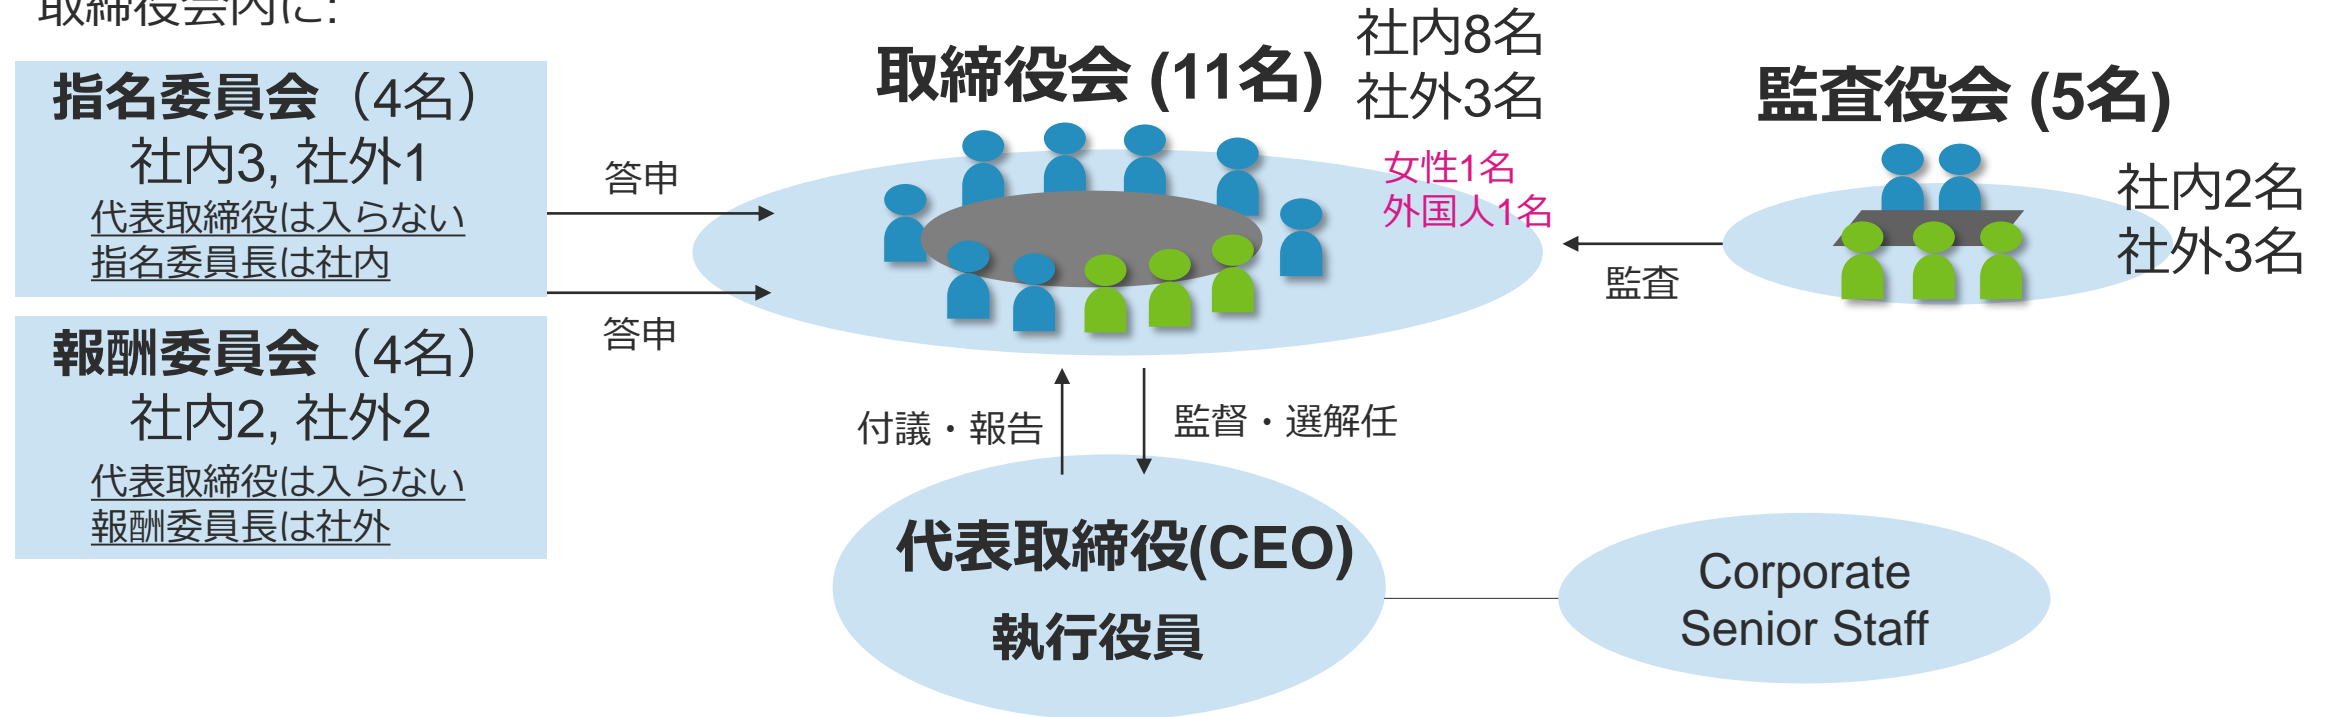 取締役会内に:
指名委員会（4名）
社内3, 社外1
代表取締役は入らない
指名委員長は社内
報酬委員会（4名）
社内2, 社外2
代表取締役は入らない
報酬委員長は社外
答申
答申
取締役会 (11名)
社内8名
社外3名
女性1名
外国人1名
監査役会 (5名)
社内2名
社外3名
監査
付議・報告
監督・選解任
代表取締役(CEO)
執行役員
Corporate
Senior Staff